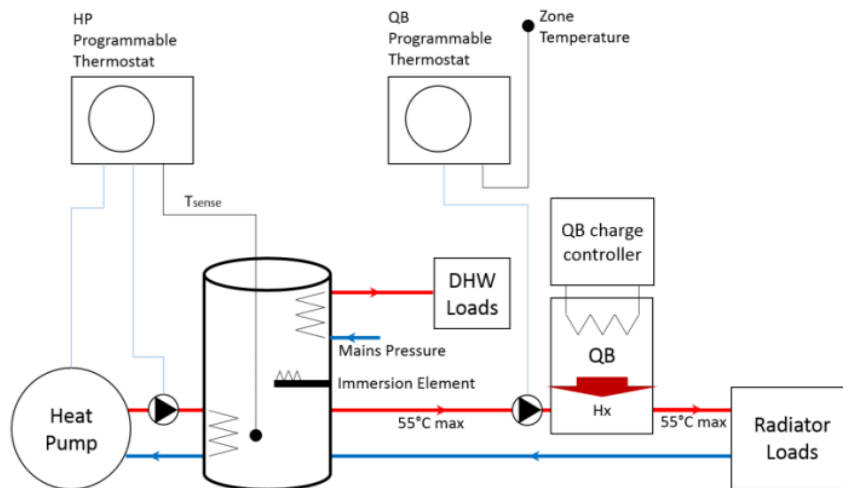 HP
Programmable
Thermostat
QB
Programmable
Thermostat
Zone
Temperature
Tsense
QB charge
controller
DHW
Loads
Mains Pressure
QB
Immersion Element
Heat
Pump
55°C max
Hx
55°C max
Radiator
Loads